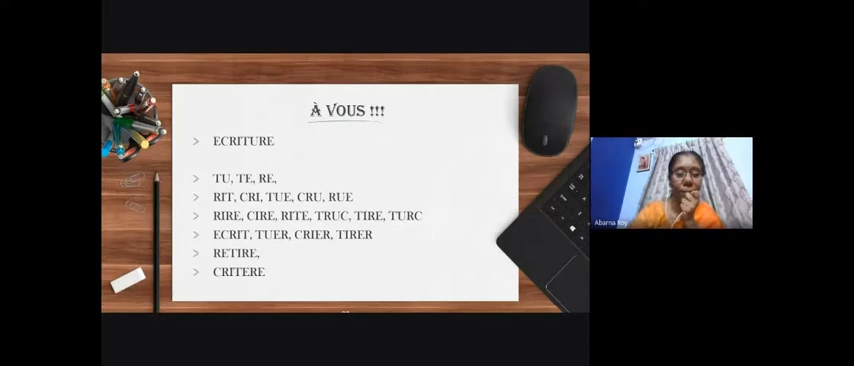 À VOUS !!!
ECRITURE
TU, TE, RE,
RIT, CRI, TUE, CRU, RUE
RIRE, CIRE, RITE, TRUC, TIRE, TURC
ECRIT, TUER, CRIER, TIRER
RETIRE,
CRITERE
Abarna Roy